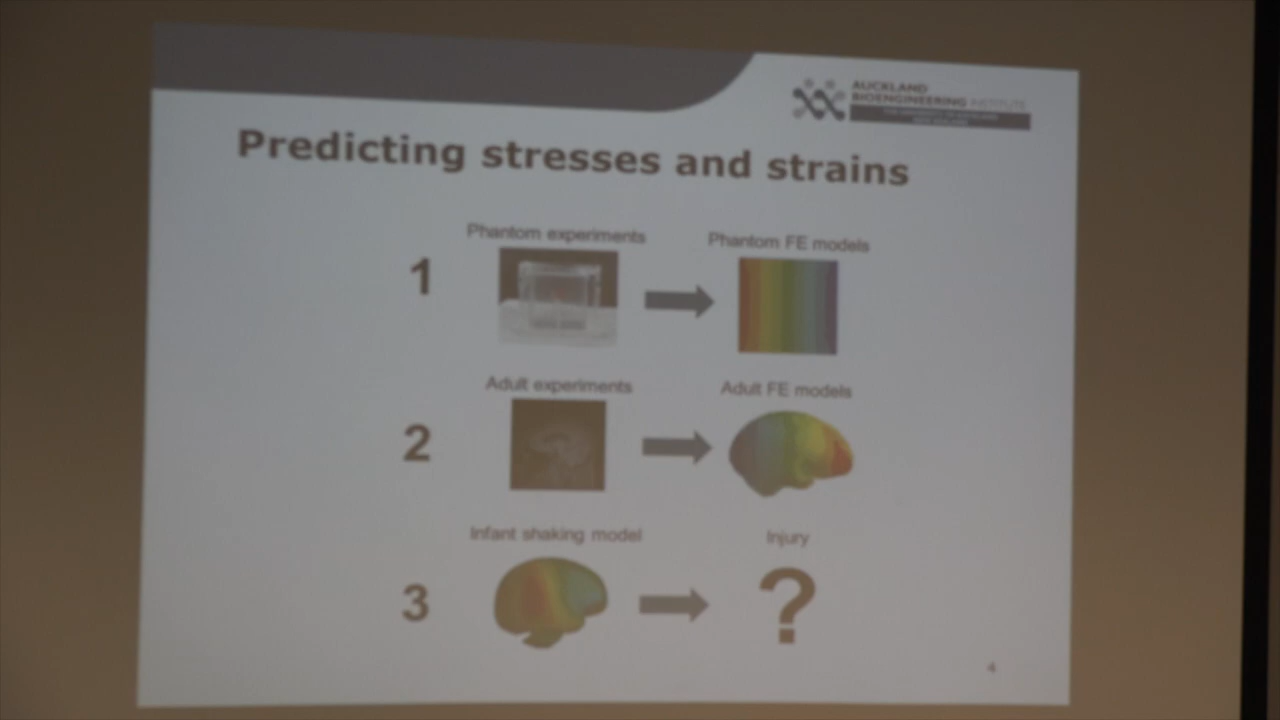 AUCKLAND
BIOENGINEERING INSTITUTE
Predicting stresses and strains
Phantom experiments
Phantom FE models
1
Adult experiments
Adult FE models
2
Infant shaking model
Injury
3
?
4